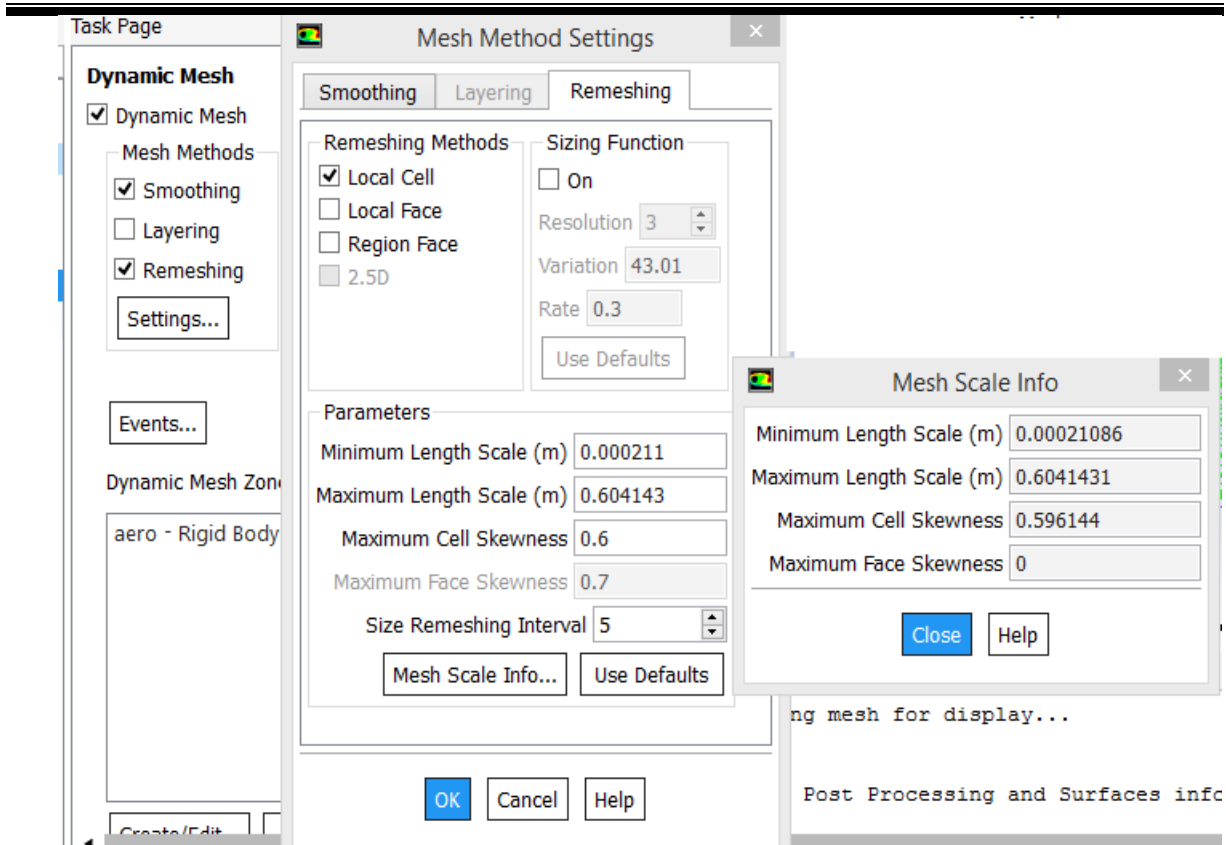 Task Page
Dynamic Mesh
Dynamic Mesh
Mesh Methods
Smoothing
Layering
Remeshing
Settings...
Events...
Dynamic Mesh Zon
aero - Rigid Body
Create/Edit...
Mesh Method Settings
Smoothing Layering Remeshing
Remeshing Methods
Local Cell
Local Face
Region Face
2.5D
Sizing Function
On
Resolution 3
Variation 43.01
Rate 0.3
Use Defaults
Parameters
Minimum Length Scale (m) 0.000211
Maximum Length Scale (m) 0.604143
Maximum Cell Skewness 0.6
Maximum Face Skewness 0.7
Size Remeshing Interval 5
Mesh Scale Info... Use Defaults
OK Cancel Help
Mesh Scale Info
Minimum Length Scale (m) 0.00021086
Maximum Length Scale (m) 0.6041431
Maximum Cell Skewness 0.596144
Maximum Face Skewness 0
Close Help
ng mesh for display...
Post Processing and Surfaces info